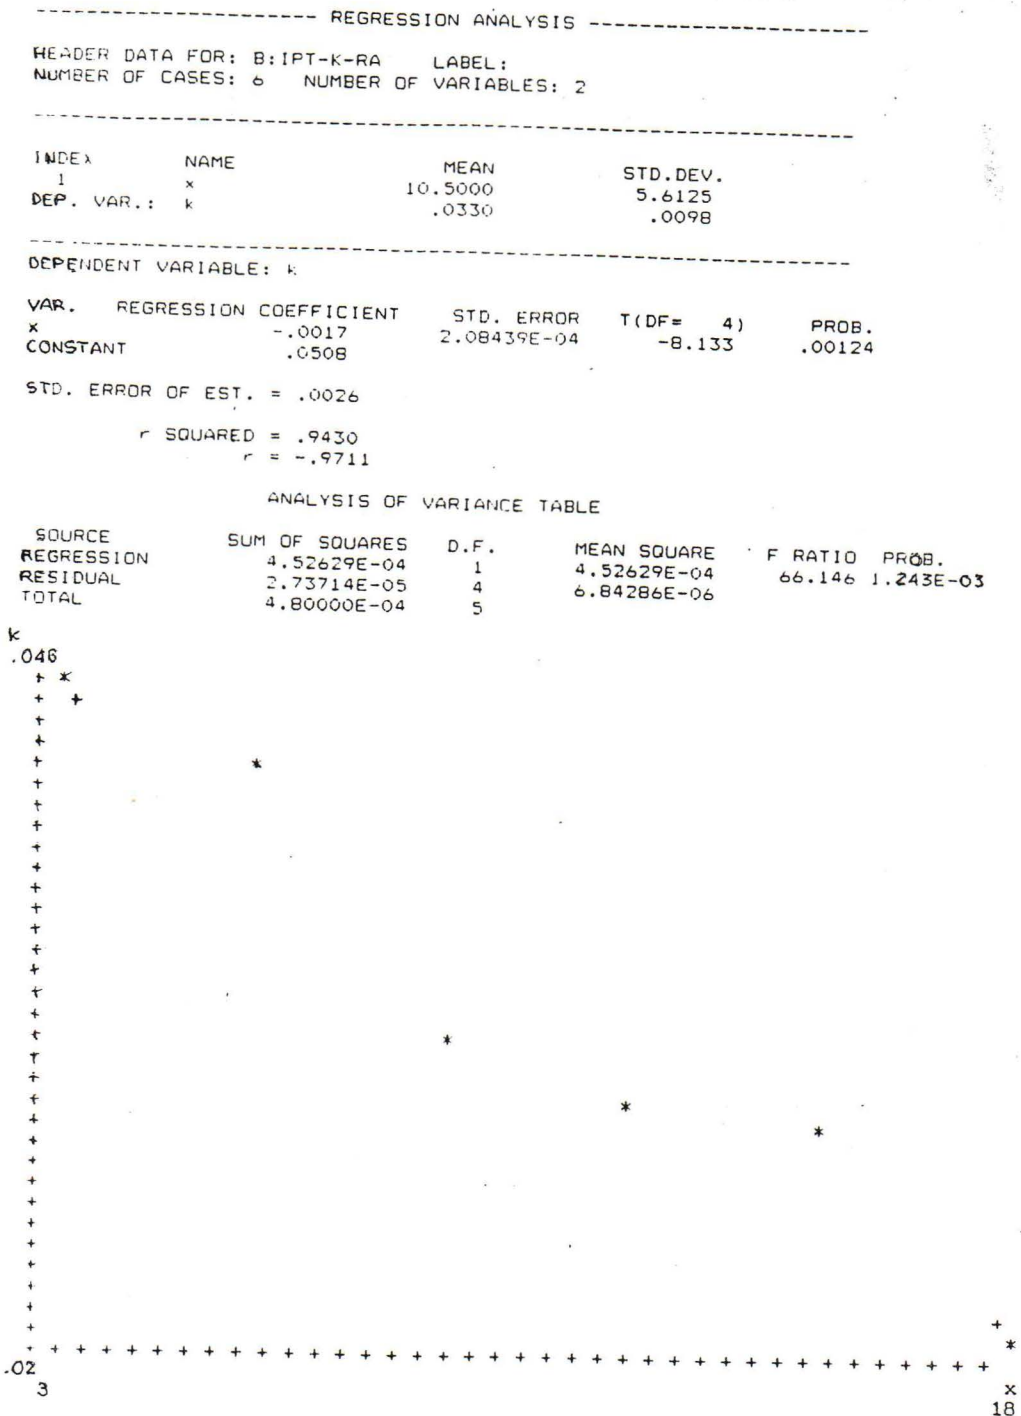 ---------------------- REGRESSION ANALYSIS ----------------------
HEADER DATA FOR: B:IPT-K-RA LABEL:
NUMBER OF CASES: 6 NUMBER OF VARIABLES: 2
INDEX NAME MEAN STD.DEV.
1 x 10.5000 5.6125
DEP. VAR.: k .0330 .0098
DEPENDENT VARIABLE: k
VAR. REGRESSION COEFFICIENT STD. ERROR T(DF= 4) PROB.
x -.0017 2.08439E-04 -8.133 .00124
CONSTANT .0508
STD. ERROR OF EST. = .0026
r SQUARED = .9430
r = -.9711
ANALYSIS OF VARIANCE TABLE
SOURCE SUM OF SQUARES D.F. MEAN SQUARE F RATIO PROB.
REGRESSION 4.52629E-04 1 4.52629E-04 66.146 1.243E-03
RESIDUAL 2.73714E-05 4 6.84286E-06
TOTAL 4.80000E-04 5
k
.046
.02
3 x
18